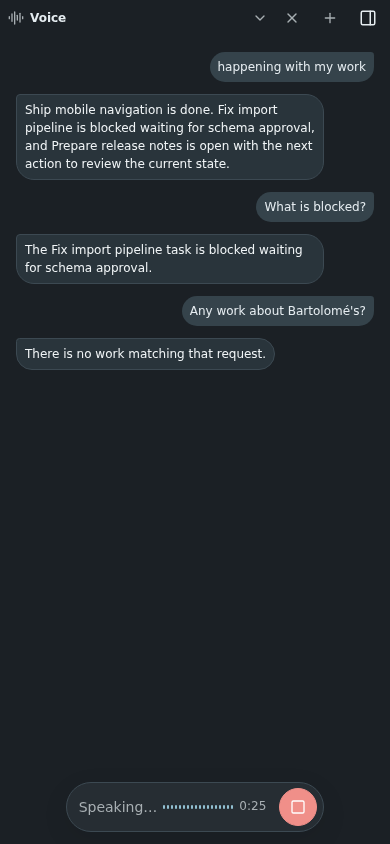 Voice
happening with my work
Ship mobile navigation is done. Fix import
pipeline is blocked waiting for schema approval,
and Prepare release notes is open with the next
action to review the current state.
What is blocked?
The Fix import pipeline task is blocked waiting
for schema approval.
Any work about Bartolomé's?
There is no work matching that request.
Speaking... 0:25